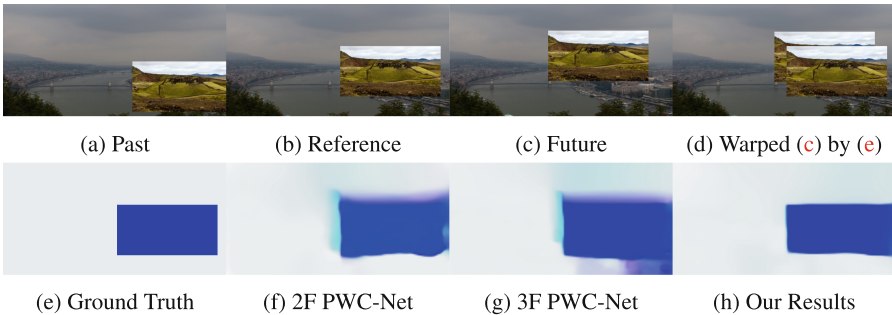 (a) Past
(b) Reference
(c) Future
(d) Warped (c) by (e)
(e) Ground Truth
(f) 2F PWC-Net
(g) 3F PWC-Net
(h) Our Results